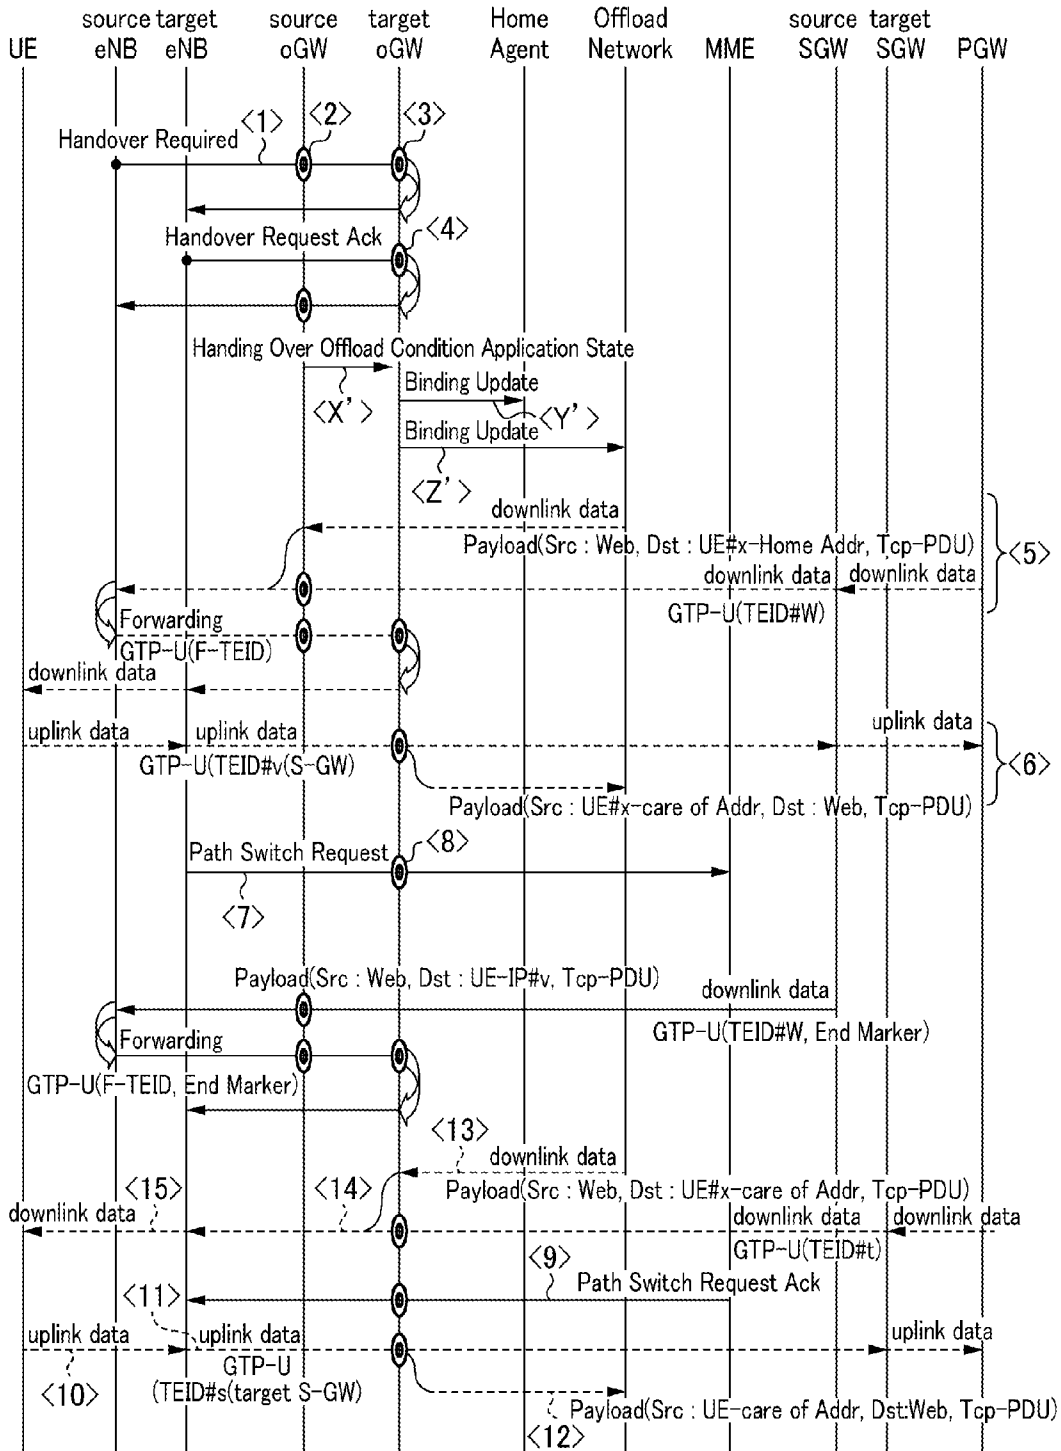 source target source target Home Offload source target
UE eNB eNB oGW oGW Agent Network MME SGW SGW PGW
<1> <2> <3>
Handover Required
<4>
Handover Request Ack
Handing Over Offload Condition Application State
<X'>
Binding Update
<Y'>
Binding Update
<Z'>
downlink data
Payload(Src : Web, Dst : UE#x-Home Addr, Tcp-PDU)
<5>
downlink data downlink data
GTP-U(TEID#W)
Forwarding
GTP-U(F-TEID)
downlink data
uplink data uplink data uplink data
GTP-U(TEID#v(S-GW)
<6>
Payload(Src : UE#x-care of Addr, Dst : Web, Tcp-PDU)
<8>
Path Switch Request
<7>
Payload(Src : Web, Dst : UE-IP#v, Tcp-PDU)
downlink data
GTP-U(TEID#W, End Marker)
Forwarding
GTP-U(F-TEID, End Marker)
<13>
downlink data
Payload(Src : Web, Dst : UE#x-care of Addr, Tcp-PDU)
<15> <14>
downlink data downlink data downlink data
GTP-U(TEID#t)
<9>
Path Switch Request Ack
<11>
uplink data uplink data uplink data
GTP-U
(TEID#s(target S-GW)
<10>
Payload(Src : UE-care of Addr, Dst:Web, Tcp-PDU)
<12>